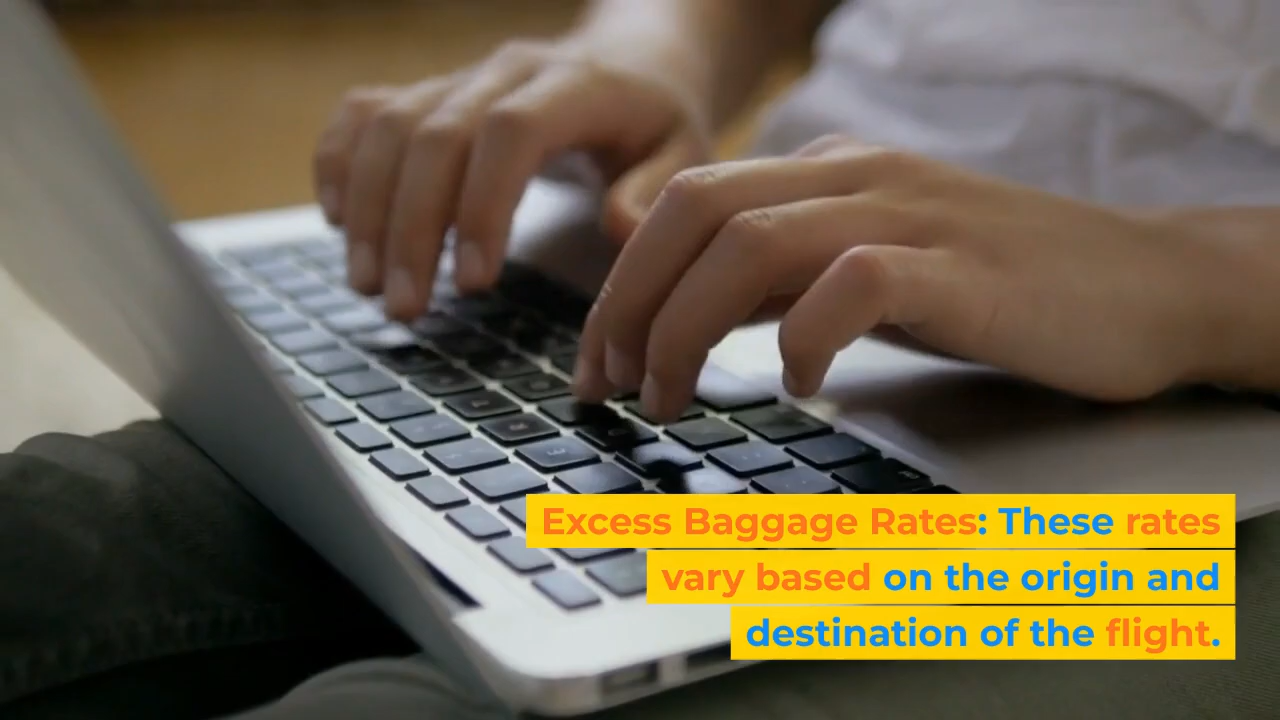 Excess Baggage Rates: These rates
vary based on the origin and
destination of the flight.